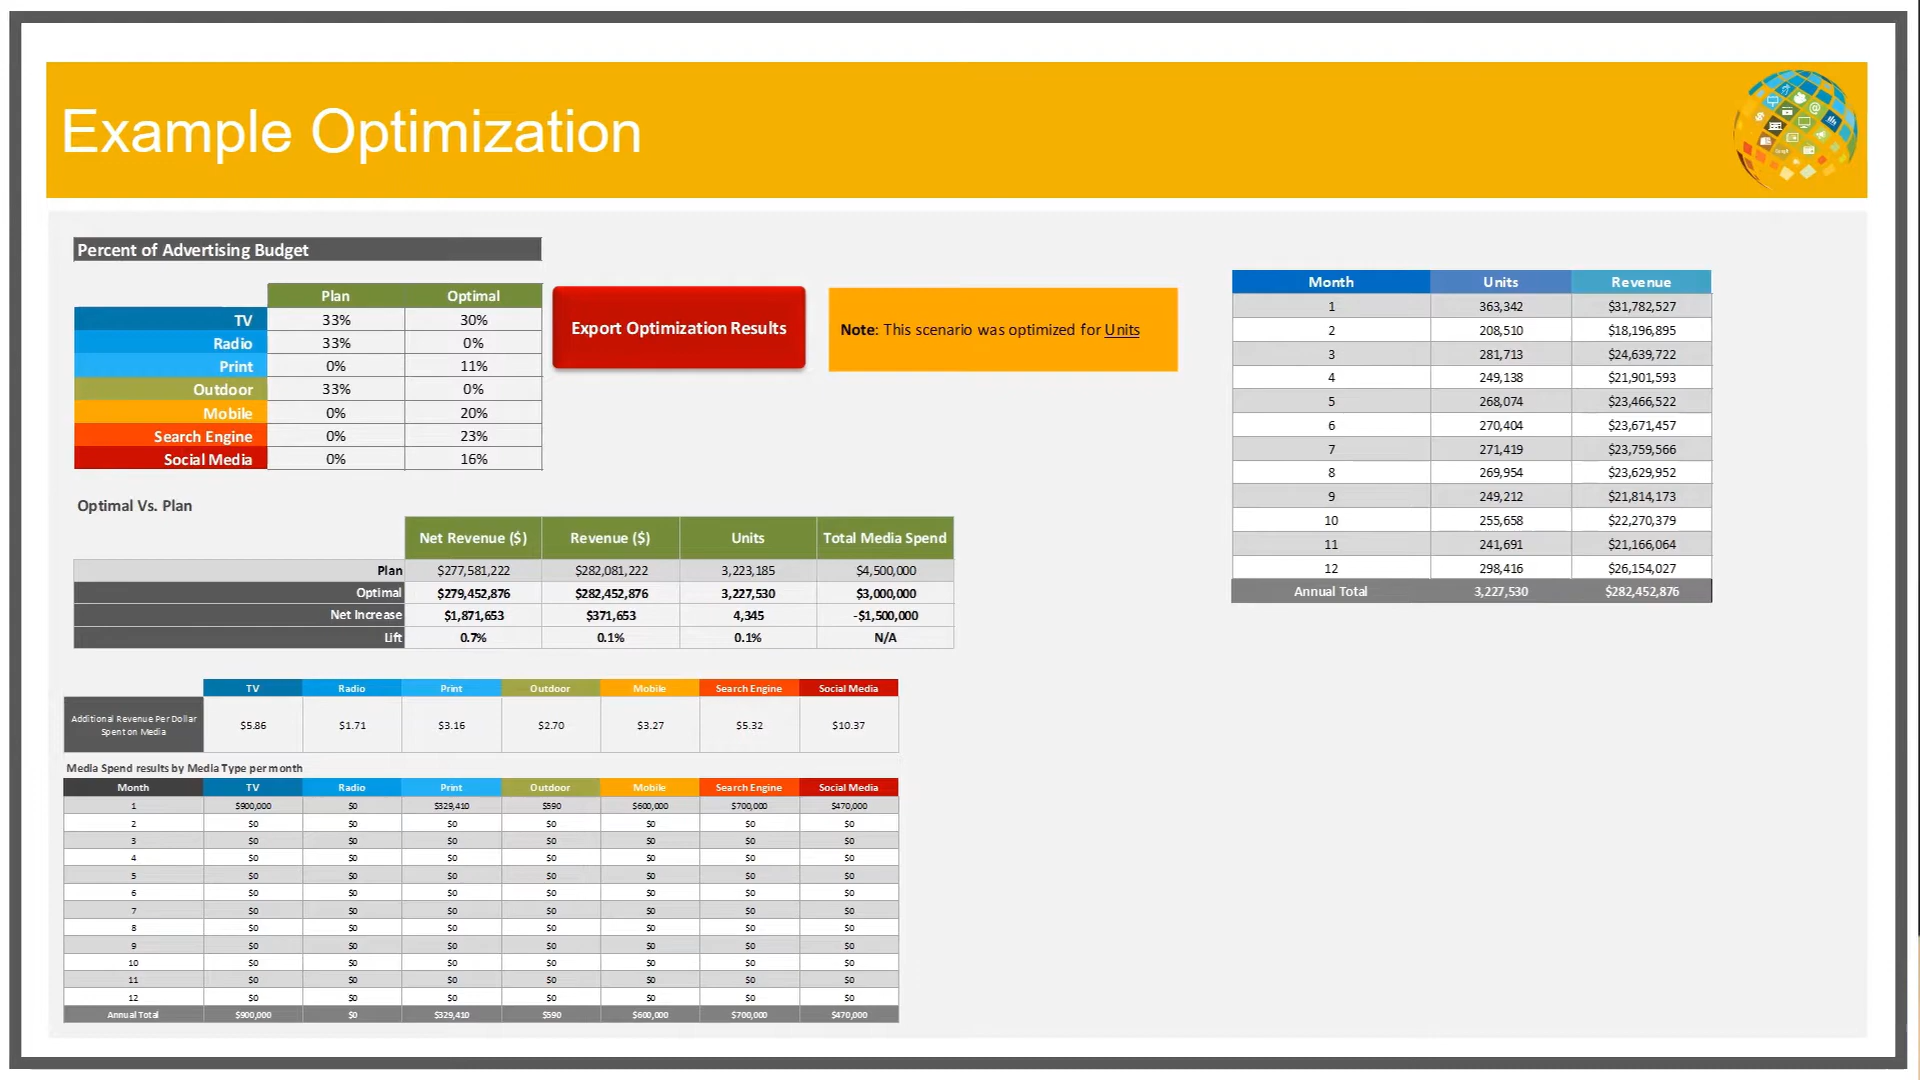 Example Optimization
Percent of Advertising Budget
Plan Optimal
TV 33% 30%
Radio 33% 0%
Print 0% 11%
Outdoor 33% 0%
Mobile 0% 20%
Search Engine 0% 23%
Social Media 0% 16%
Export Optimization Results
Note: This scenario was optimized for Units
Month Units Revenue
1 363,342 $31,782,527
2 208,510 $18,196,895
3 281,713 $24,639,722
4 249,138 $21,901,593
5 268,074 $23,466,522
6 270,404 $23,671,457
7 271,419 $23,759,566
8 269,954 $23,629,952
9 249,212 $21,814,173
10 255,658 $22,270,379
11 241,691 $21,166,064
12 298,416 $26,154,027
Annual Total 3,227,530 $282,452,876
Optimal Vs. Plan
Net Revenue ($) Revenue ($) Units Total Media Spend
Plan $277,581,222 $282,081,222 3,223,185 $4,500,000
Optimal $279,452,876 $282,452,876 3,227,530 $3,000,000
Net Increase $1,871,653 $371,653 4,345 -$1,500,000
Lift 0.7% 0.1% 0.1% N/A
TV Radio Print Outdoor Mobile Search Engine Social Media
Additional Revenue Per Dollar
Spent on Media
$5.86 $1.71 $3.16 $2.70 $3.27 $5.32 $10.37
Media Spend results by Media Type per month
Month TV Radio Print Outdoor Mobile Search Engine Social Media
1 $900,000 $0 $329,410 $590 $600,000 $700,000 $470,000
2 $0 $0 $0 $0 $0 $0 $0
3 $0 $0 $0 $0 $0 $0 $0
4 $0 $0 $0 $0 $0 $0 $0
5 $0 $0 $0 $0 $0 $0 $0
6 $0 $0 $0 $0 $0 $0 $0
7 $0 $0 $0 $0 $0 $0 $0
8 $0 $0 $0 $0 $0 $0 $0
9 $0 $0 $0 $0 $0 $0 $0
10 $0 $0 $0 $0 $0 $0 $0
11 $0 $0 $0 $0 $0 $0 $0
12 $0 $0 $0 $0 $0 $0 $0
Annual Total $900,000 $0 $329,410 $590 $600,000 $700,000 $470,000